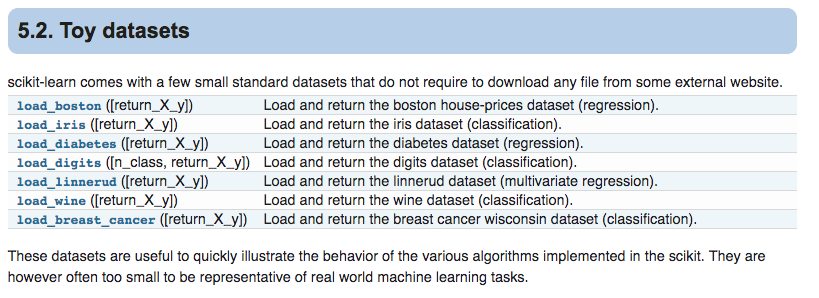 5.2. Toy datasets
scikit-learn comes with a few small standard datasets that do not require to download any file from some external website.
load_boston ([return_X_y]) Load and return the boston house-prices dataset (regression).
load_iris ([return_X_y]) Load and return the iris dataset (classification).
load_diabetes ([return_X_y]) Load and return the diabetes dataset (regression).
load_digits ([n_class, return_X_y]) Load and return the digits dataset (classification).
load_linnerud ([return_X_y]) Load and return the linnerud dataset (multivariate regression).
load_wine ([return_X_y]) Load and return the wine dataset (classification).
load_breast_cancer ([return_X_y]) Load and return the breast cancer wisconsin dataset (classification).
These datasets are useful to quickly illustrate the behavior of the various algorithms implemented in the scikit. They are
however often too small to be representative of real world machine learning tasks.